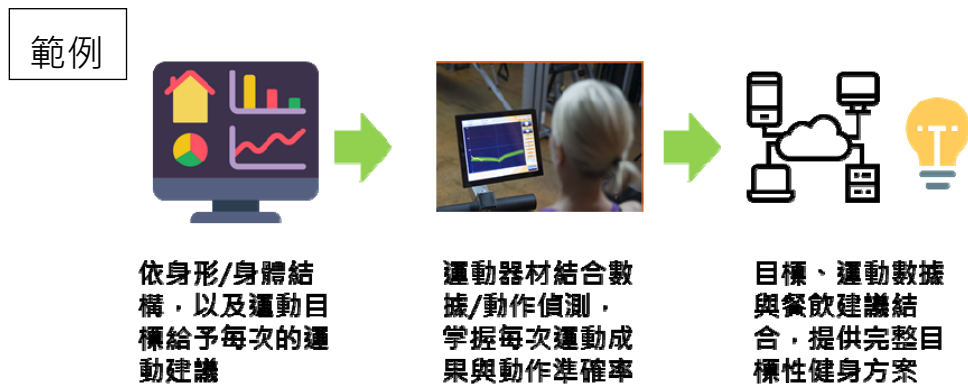 範例
依身形/身體結
構，以及運動目
標給予每次的運
動建議
運動器材結合數
據/動作偵測，
掌握每次運動成
果與動作準確率
目標、運動數據
與餐飲建議結
合，提供完整目
標性健身方案